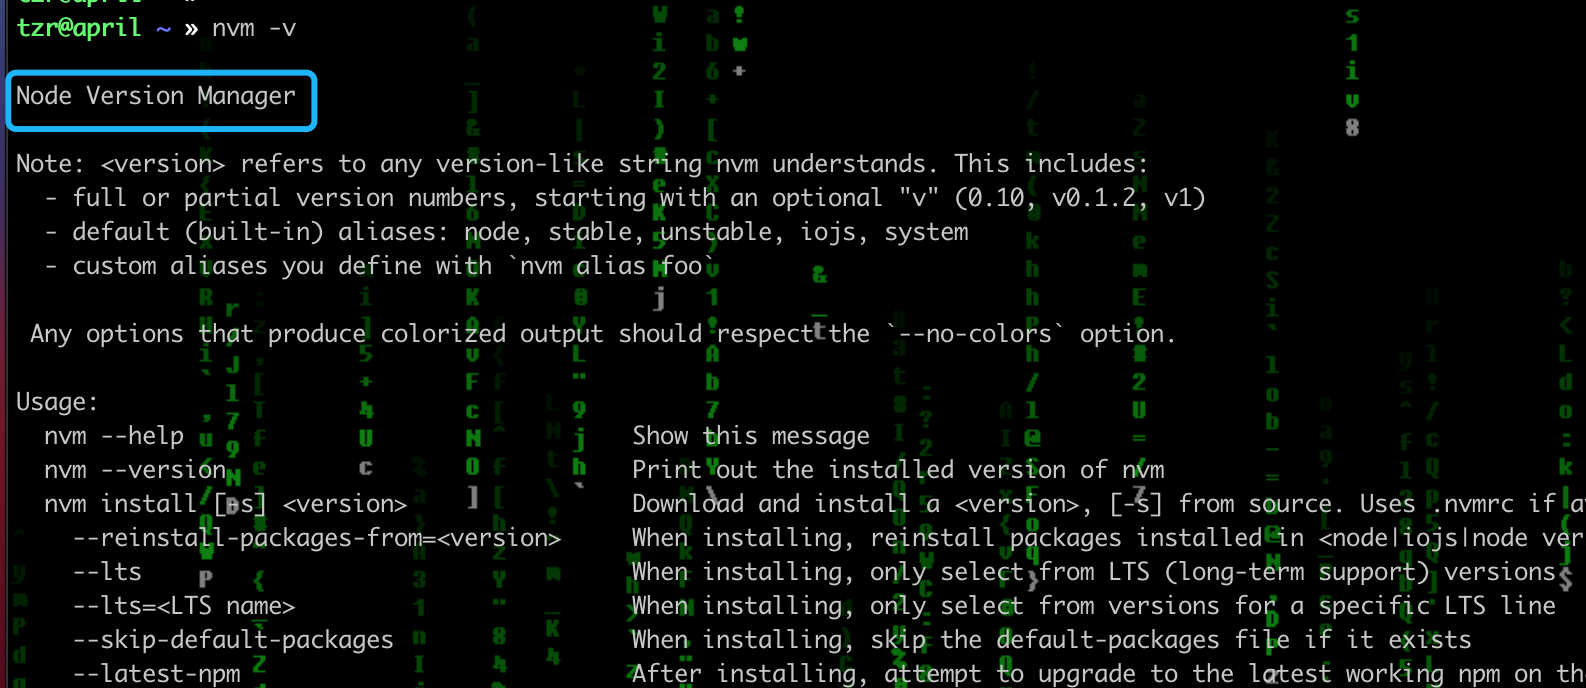 tzr@april ~ » nvm -v
Node Version Manager
Note: <version> refers to any version-like string nvm understands. This includes:
- full or partial version numbers, starting with an optional "v" (0.10, v0.1.2, v1)
- default (built-in) aliases: node, stable, unstable, iojs, system
- custom aliases you define with `nvm alias foo`
Any options that produce colorized output should respect the `--no-colors` option.
Usage:
nvm --help Show this message
nvm --version Print out the installed version of nvm
nvm install [-s] <version> Download and install a <version>, [-s] from source. Uses .nvmrc if
--reinstall-packages-from=<version> When installing, reinstall packages installed in <node|iojs|node
--lts When installing, only select from LTS (long-term support) versions
--lts=<LTS name> When installing, only select from versions for a specific LTS line
--skip-default-packages When installing, skip the default-packages file if it exists
--latest-npm After installing, attempt to upgrade to the latest working npm on